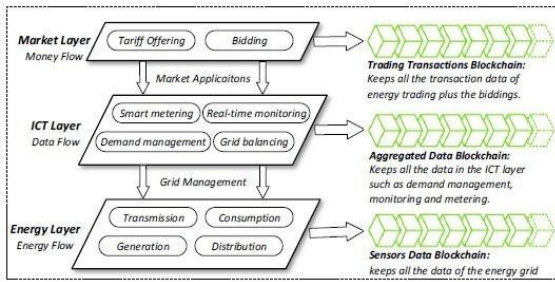 Market Layer
Money Flow
Tariff Offering
Bidding
Market Applicaitons
Trading Transactions Blockchain:
Keeps all the transaction data of
energy trading plus the biddings.
ICT Layer
Data Flow
Smart metering
Real-time monitoring
Demand management
Grid balancing
Grid Management
Aggregated Data Blockchain:
Keeps all the data in the ICT layer
such as demand management,
monitoring and metering.
Energy Layer
Energy Flow
Transmission
Consumption
Generation
Distribution
Sensors Data Blockchain:
keeps all the data of the energy grid